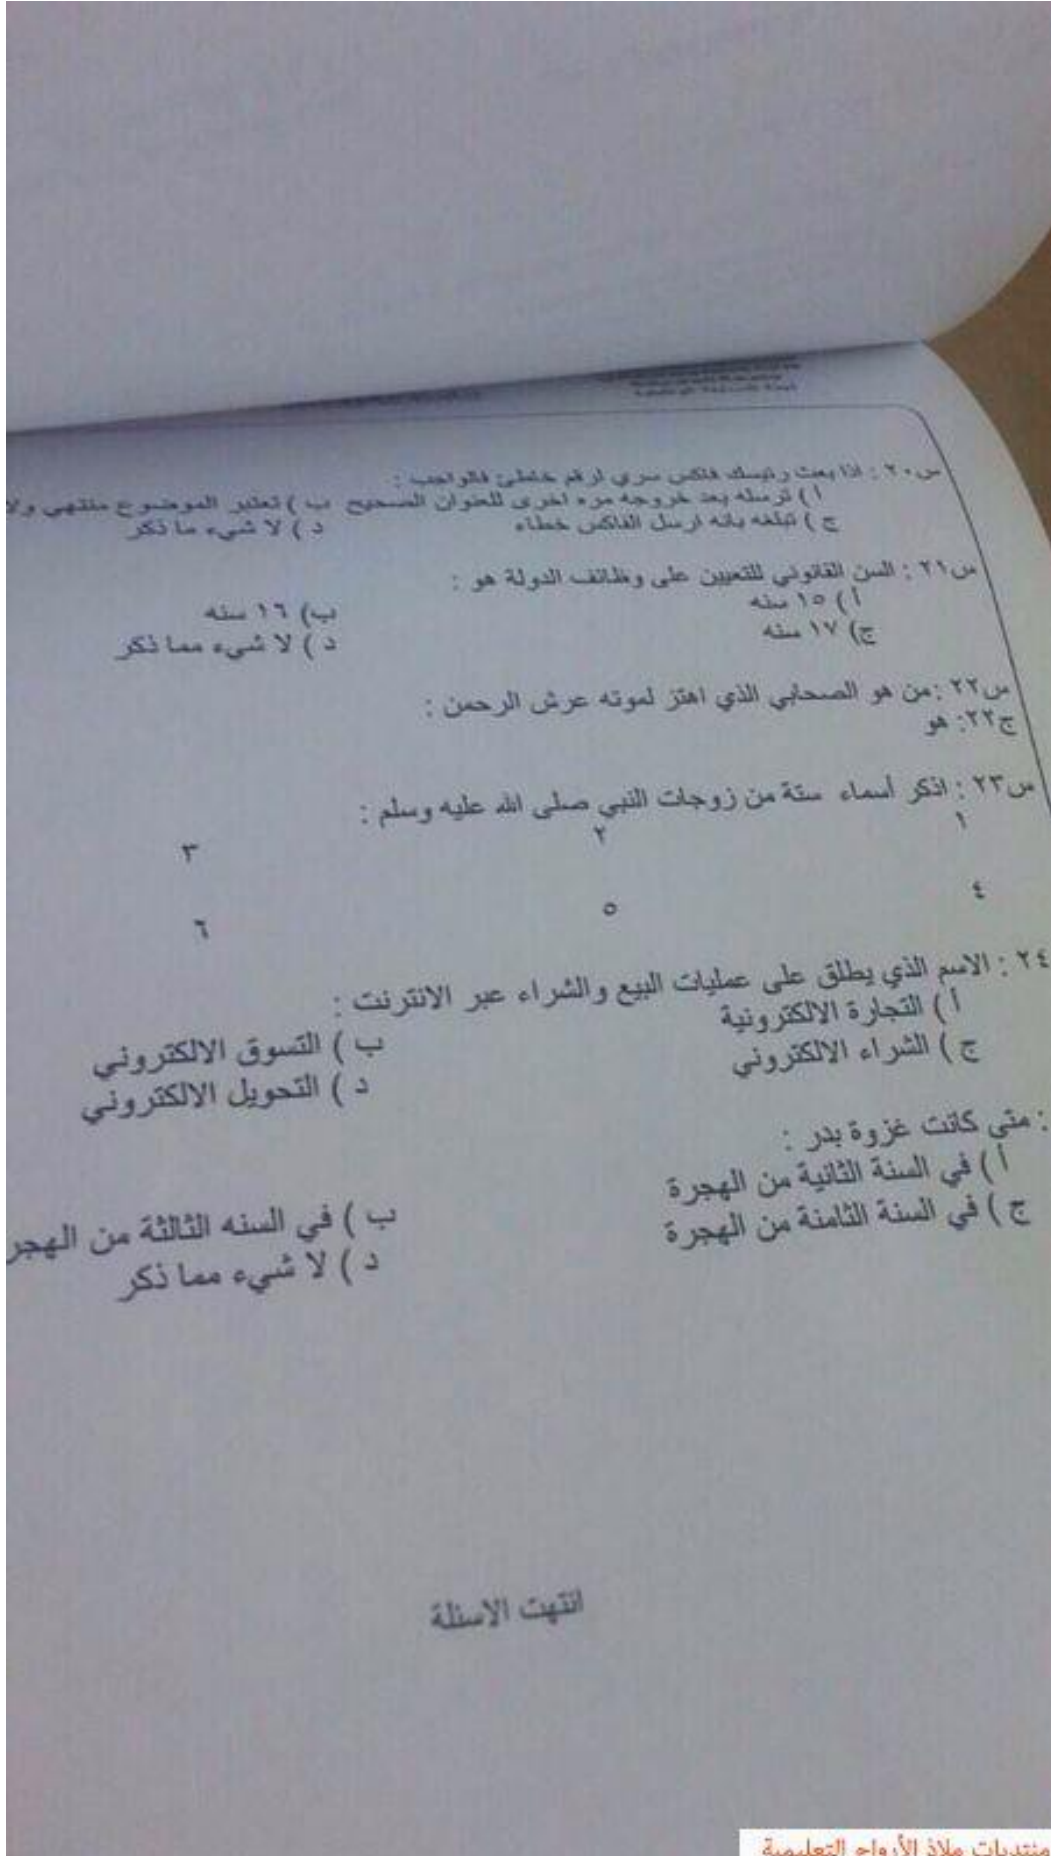 س٢٠ : اذا بعث رئيسك فاكس سري لرقم خاطئ فالواجب :
أ ) ترسله بعد خروجه مره اخرى للعنوان الصحيح ب ) تعتبر الموضوع منتهي ولا
ج ) تبلغه بانه ارسل الفاكس خطاء د ) لا شيء ما ذكر
س٢١ : السن القانوني للتعيين على وظائف الدولة هو :
أ ) ١٥ سنه ب) ١٦ سنه
ج) ١٧ سنه د ) لا شيء مما ذكر
س٢٢ :من هو الصحابي الذي اهتز لموته عرش الرحمن :
ج٢٢: هو
س٢٣ : اذكر أسماء ستة من زوجات النبي صلى الله عليه وسلم :
١ ٢ ٣
٤ ٥ ٦
٢٤ : الاسم الذي يطلق على عمليات البيع والشراء عبر الانترنت :
أ ) التجارة الالكترونية ب ) التسوق الالكتروني
ج ) الشراء الالكتروني د ) التحويل الالكتروني
: متى كانت غزوة بدر :
أ ) في السنة الثانية من الهجرة ب ) في السنه الثالثة من الهجر
ج ) في السنة الثامنة من الهجرة د ) لا شيء مما ذكر
انتهت الاسئلة
منتديات ملاذ الأرواح التعليمية